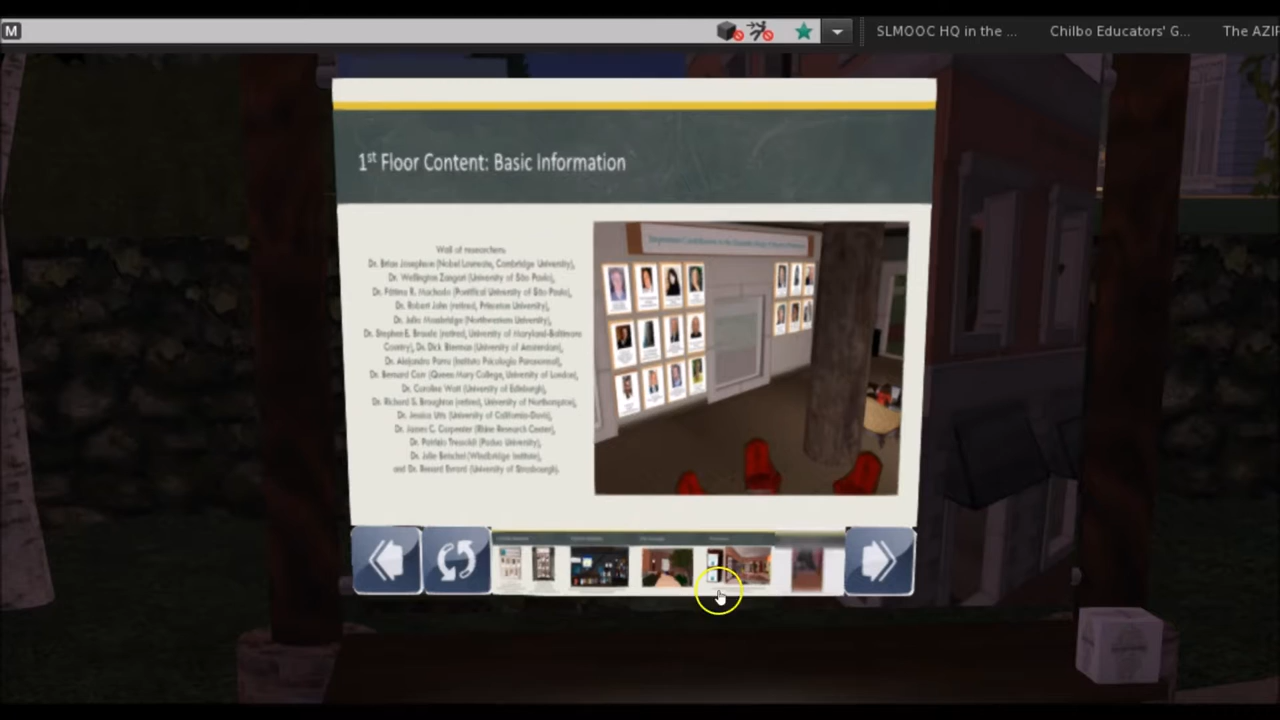 M
SLMOOC HQ in the ...
Chilbo Educators' G...
The AZIF
1st Floor Content: Basic Information
Wall of researchers:
Dr. Brian Josephson (Nobel Laureate, Cambridge University),
Dr. Wellington Zangari (University of São Paulo),
Dr. Fátima R. Machado (Pontifical University of São Paulo),
Dr. Robert Jahn (retired, Princeton University),
Dr. Julia Mossbridge (Northwestern University),
Dr. Stephen E. Braude (retired, University of Maryland-Baltimore
County), Dr. Dick Bierman (University of Amsterdam),
Dr. Alejandro Parra (Instituto Psicología Paranormal),
Dr. Bernard Carr (Queen Mary College, University of London),
Dr. Caroline Watt (University of Edinburgh),
Dr. Richard S. Broughton (retired, University of Northampton),
Dr. Jessica Utts (University of California-Davis),
Dr. James C. Carpenter (Rhine Research Center),
Dr. Patrizio Tressoldi (Padua University),
Dr. Julie Beischel (Windbridge Institute),
and Dr. Renaud Evrard (University of Strasbourgh).